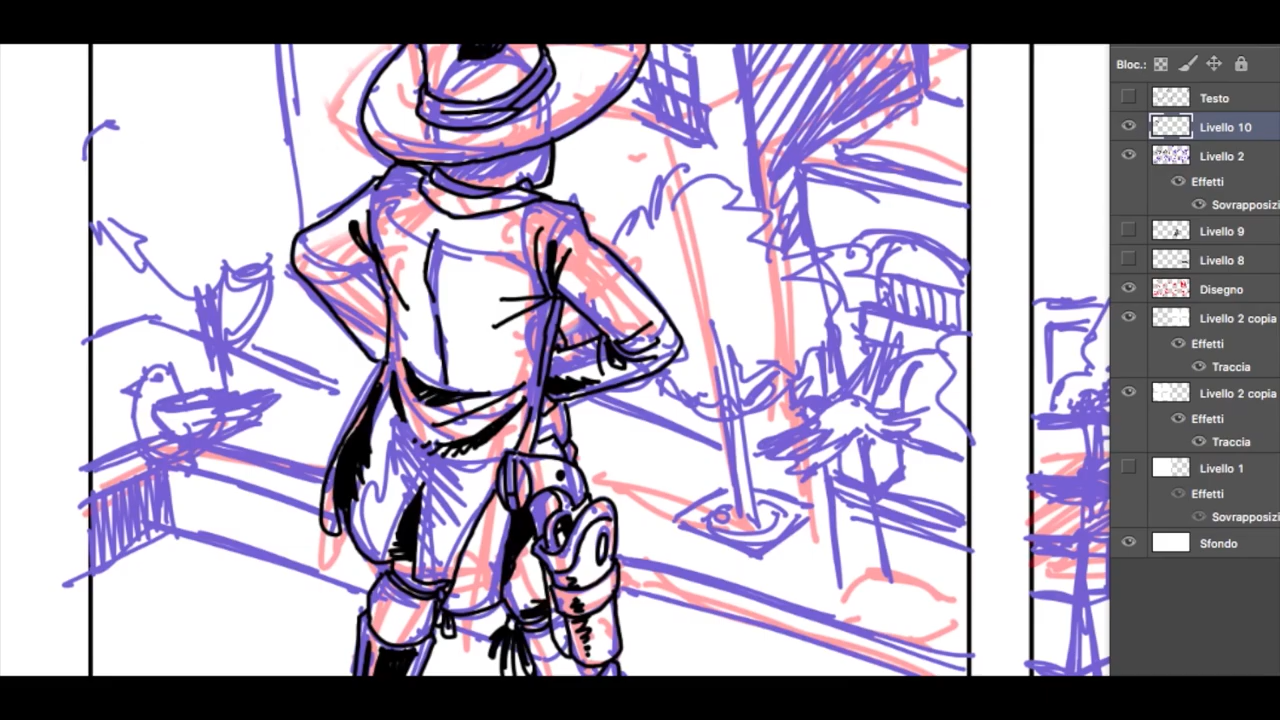 Bloc.:
Testo
Livello 10
Livello 2
Effetti
Sovrapposizi
Livello 9
Livello 8
Disegno
Livello 2 copia
Effetti
Traccia
Livello 2 copia
Effetti
Traccia
Livello 1
Effetti
Sovrapposizi
Sfondo